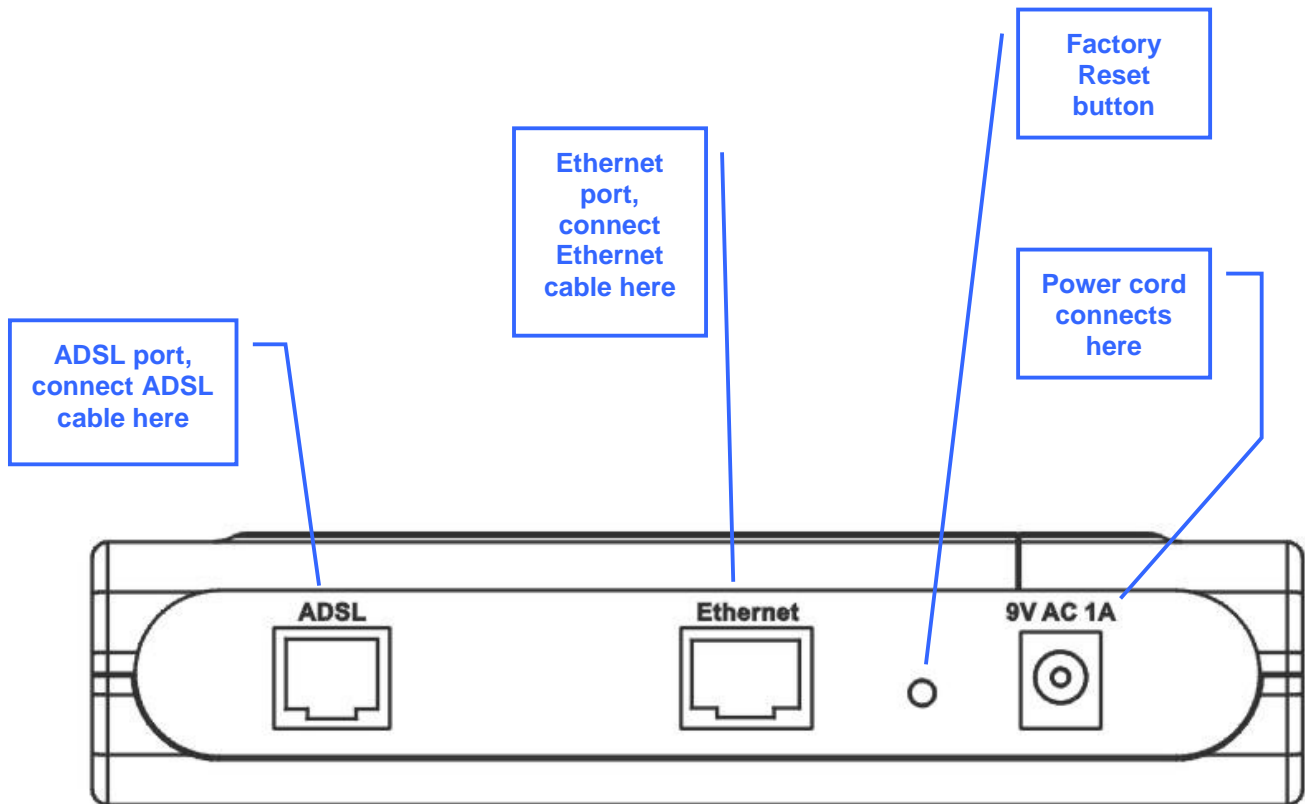 Factory
Reset
button
Ethernet
port,
connect
Ethernet
cable here
Power cord
connects
here
ADSL port,
connect ADSL
cable here
ADSL
Ethernet
9V AC 1A